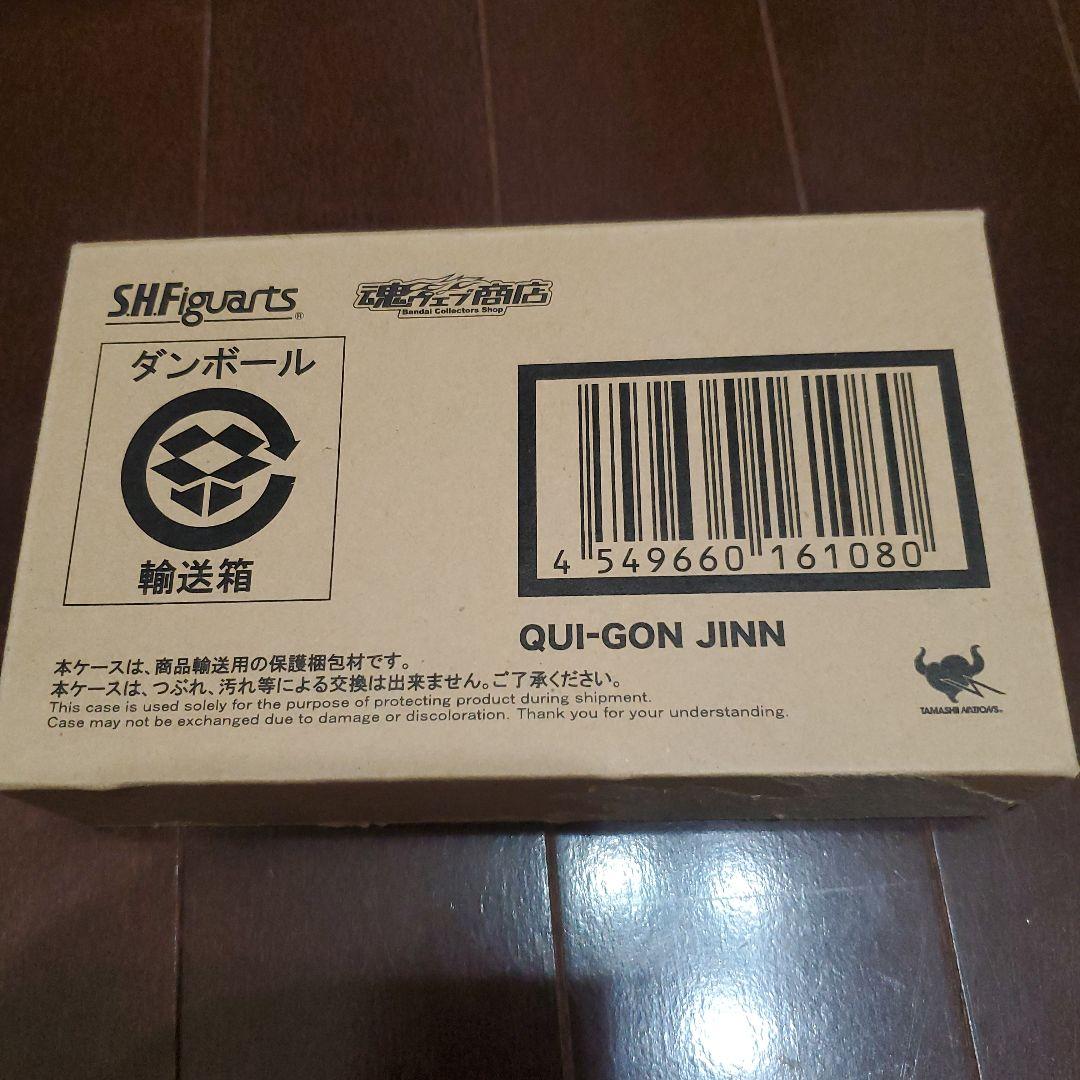 S.H.Figuarts®
魂ウェブ商店
Bandai Collectors Shop
ダンボール
輸送箱
4 549660 161080
QUI-GON JINN
本ケースは、商品輸送用の保護梱包材です。
本ケースは、つぶれ、汚れ等による交換は出来ません。ご了承ください。
This case is used solely for the purpose of protecting product during shipment.
Case may not be exchanged due to damage or discoloration. Thank you for your understanding.
TAMASHII NATIONS™